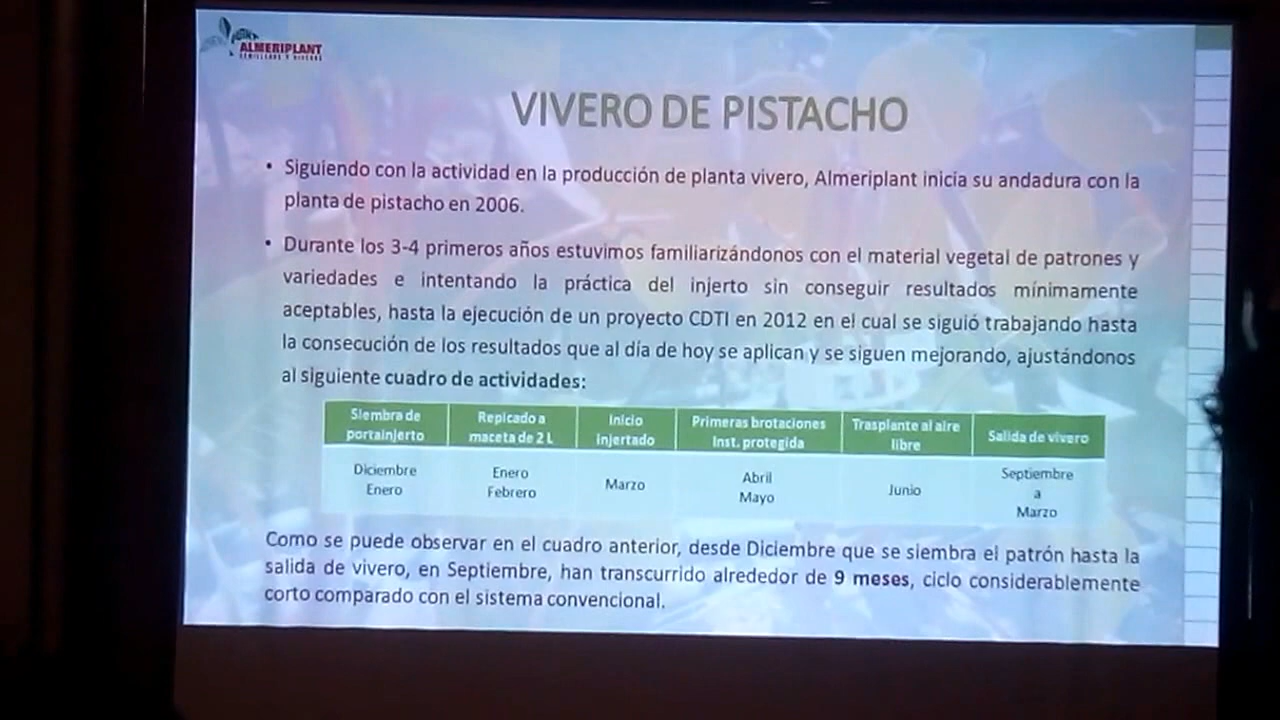 ALMERIPLANT
SEMILLEROS Y VIVEROS
VIVERO DE PISTACHO
• Siguiendo con la actividad en la producción de planta vivero, Almeriplant inicia su andadura con la
planta de pistacho en 2006.
• Durante los 3-4 primeros años estuvimos familiarizándonos con el material vegetal de patrones y
variedades e intentando la práctica del injerto sin conseguir resultados mínimamente
aceptables, hasta la ejecución de un proyecto CDTI en 2012 en el cual se siguió trabajando hasta
la consecución de los resultados que al día de hoy se aplican y se siguen mejorando, ajustándonos
al siguiente cuadro de actividades:
Siembra de
portainjerto
Repicado a
maceta de 2 L
Inicio
Injertado
Primeras brotaciones
Inst. protegida
Trasplante al aire
libre
Salida de vivero
Diciembre
Enero
Enero
Febrero
Marzo
Abril
Mayo
Junio
Septiembre
a
Marzo
Como se puede observar en el cuadro anterior, desde Diciembre que se siembra el patrón hasta la
salida de vivero, en Septiembre, han transcurrido alrededor de 9 meses, ciclo considerablemente
corto comparado con el sistema convencional.